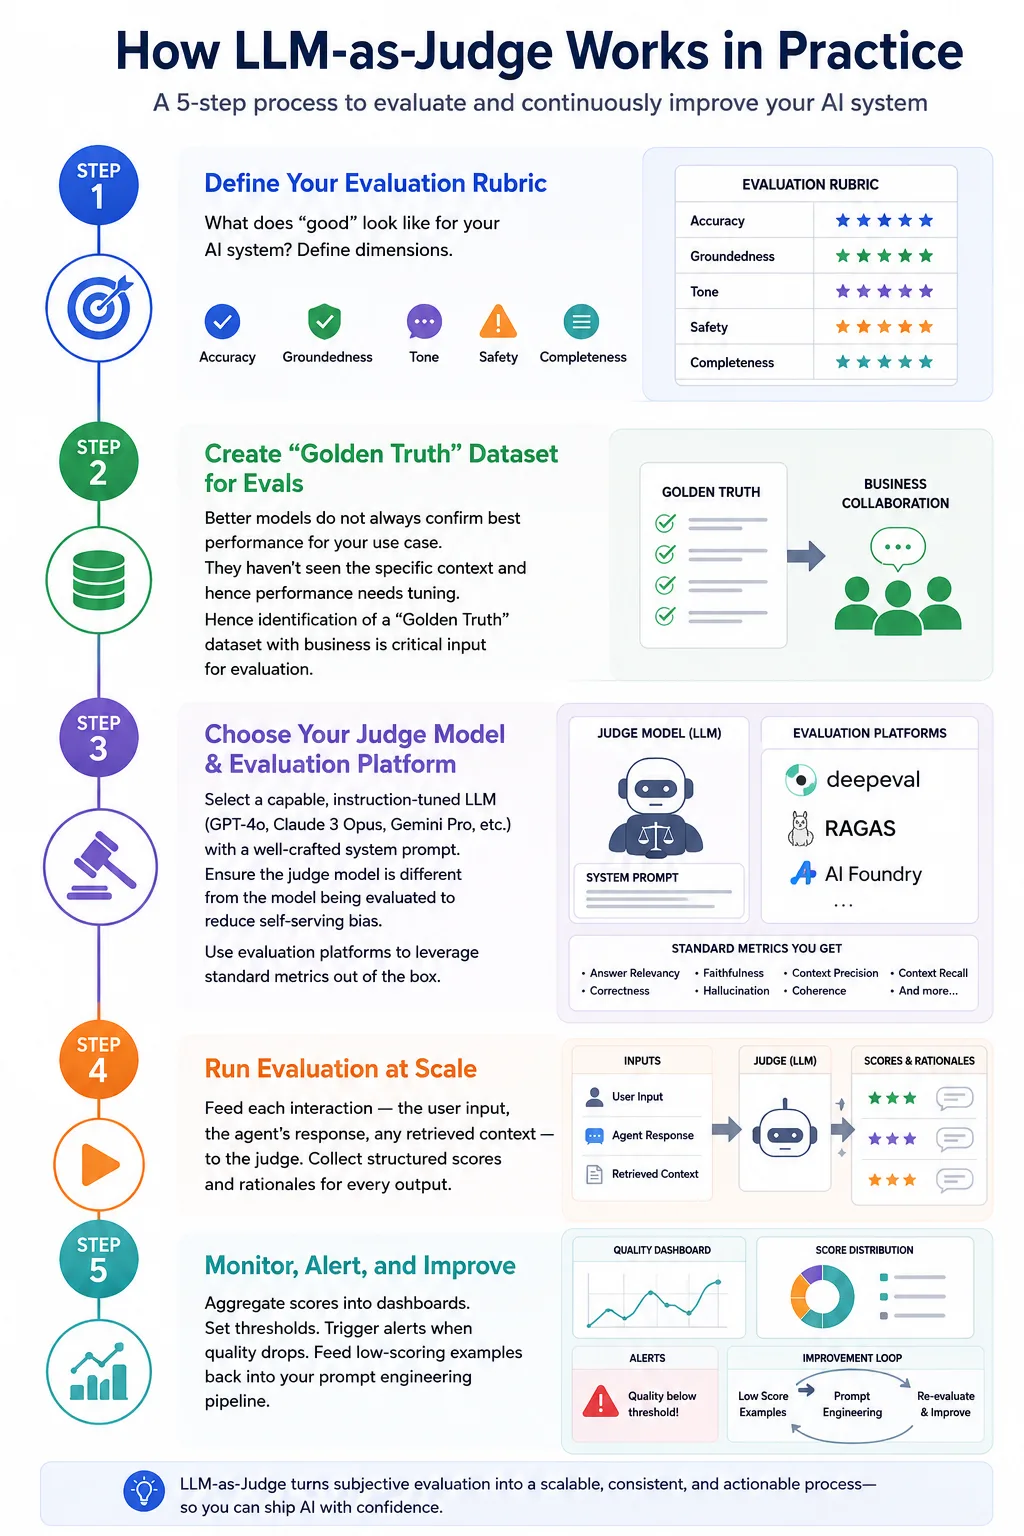 How LLM-as-Judge Works in Practice
A 5-step process to evaluate and continuously improve your AI system
STEP
1
Define Your Evaluation Rubric
What does “good” look like for your
AI system? Define dimensions.
Accuracy
Groundedness
Tone
Safety
Completeness
EVALUATION RUBRIC
Accuracy
Groundedness
Tone
Safety
Completeness
STEP
2
Create “Golden Truth” Dataset
for Evals
Better models do not always confirm best
performance for your use case.
They haven't seen the specific context and
hence performance needs tuning.
Hence identification of a “Golden Truth”
dataset with business is critical input
for evaluation.
GOLDEN TRUTH
BUSINESS
COLLABORATION
STEP
3
Choose Your Judge Model
& Evaluation Platform
Select a capable, instruction-tuned LLM
(GPT-4o, Claude 3 Opus, Gemini Pro, etc.)
with a well-crafted system prompt.
Ensure the judge model is different
from the model being evaluated to
reduce self-serving bias.
Use evaluation platforms to leverage
standard metrics out of the box.
JUDGE MODEL (LLM)
SYSTEM PROMPT
EVALUATION PLATFORMS
deepeval
RAGAS
AI Foundry
...
STANDARD METRICS YOU GET
• Answer Relevancy • Faithfulness • Context Precision • Context Recall
• Correctness • Hallucination • Coherence • And more...
STEP
4
Run Evaluation at Scale
Feed each interaction — the user input,
the agent's response, any retrieved context —
to the judge. Collect structured scores
and rationales for every output.
INPUTS
User Input
Agent Response
Retrieved Context
JUDGE (LLM)
SCORES & RATIONALES
STEP
5
Monitor, Alert, and Improve
Aggregate scores into dashboards.
Set thresholds. Trigger alerts when
quality drops. Feed low-scoring examples
back into your prompt engineering
pipeline.
QUALITY DASHBOARD
SCORE DISTRIBUTION
ALERTS
Quality below
threshold!
IMPROVEMENT LOOP
Low Score
Examples
Prompt
Engineering
Re-evaluate
& Improve
LLM-as-Judge turns subjective evaluation into a scalable, consistent, and actionable process—
so you can ship AI with confidence.